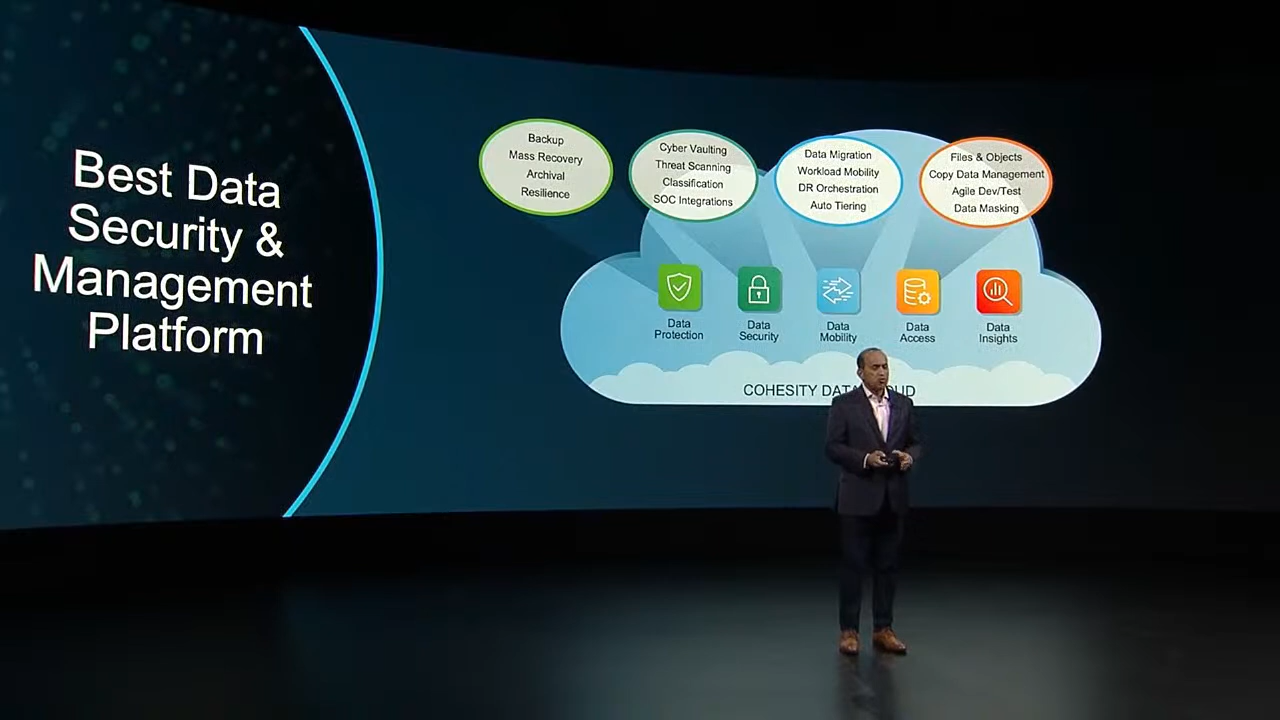 Best Data
Security &
Management
Platform
Backup
Mass Recovery
Archival
Resilience
Cyber Vaulting
Threat Scanning
Classification
SOC Integrations
Data Migration
Workload Mobility
DR Orchestration
Auto Tiering
Files & Objects
Copy Data Management
Agile Dev/Test
Data Masking
Data
Protection
Data
Security
Data
Mobility
Data
Access
Data
Insights
COHESITY DATA